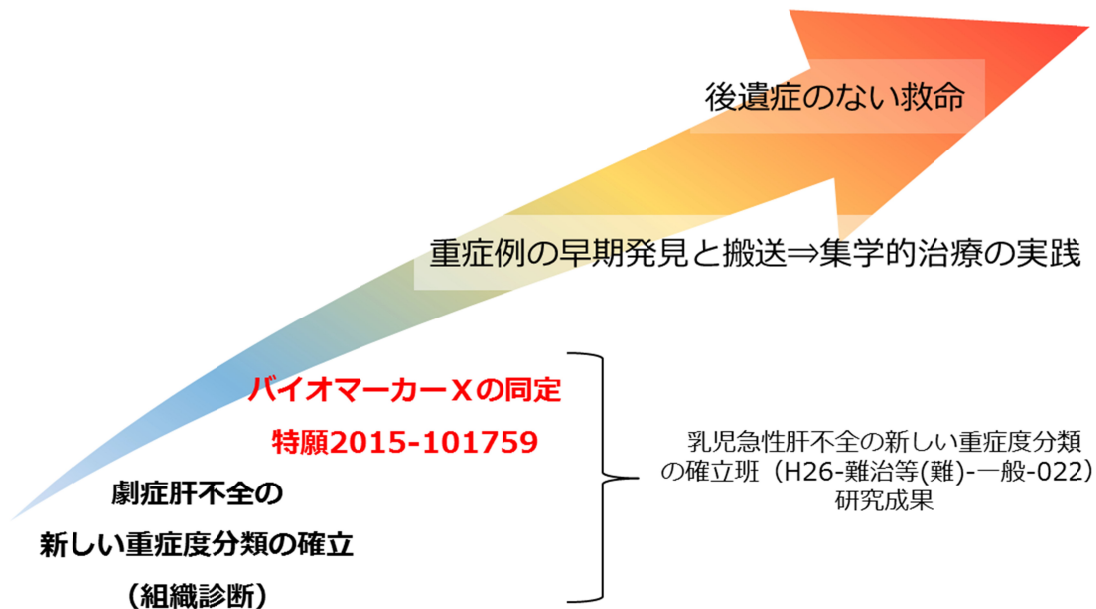 後遺症のない救命
重症例の早期発見と搬送⇒集学的治療の実践
バイオマーカーXの同定
特願2015-101759
劇症肝不全の
新しい重症度分類の確立
（組織診断）
乳児急性肝不全の新しい重症度分類
の確立班（H26-難治等(難)-一般-022）
研究成果